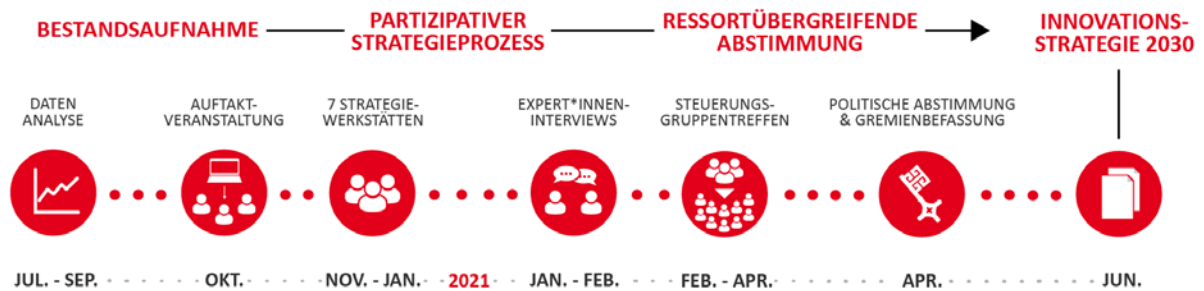 BESTANDSAUFNAHME
PARTIZIPATIVER
STRATEGIEPROZESS
RESSORTÜBERGREIFENDE
ABSTIMMUNG
INNOVATIONS-
STRATEGIE 2030
DATEN
ANALYSE
AUFTAKT-
VERANSTALTUNG
7 STRATEGIE-
WERKSTÄTTEN
EXPERT*INNEN-
INTERVIEWS
STEUERUNGS-
GRUPPENTREFFEN
POLITISCHE ABSTIMMUNG
& GREMIENBEFASSUNG
JUL. - SEP.
OKT.
NOV. - JAN.
2021
JAN. - FEB.
FEB. - APR.
APR.
JUN.